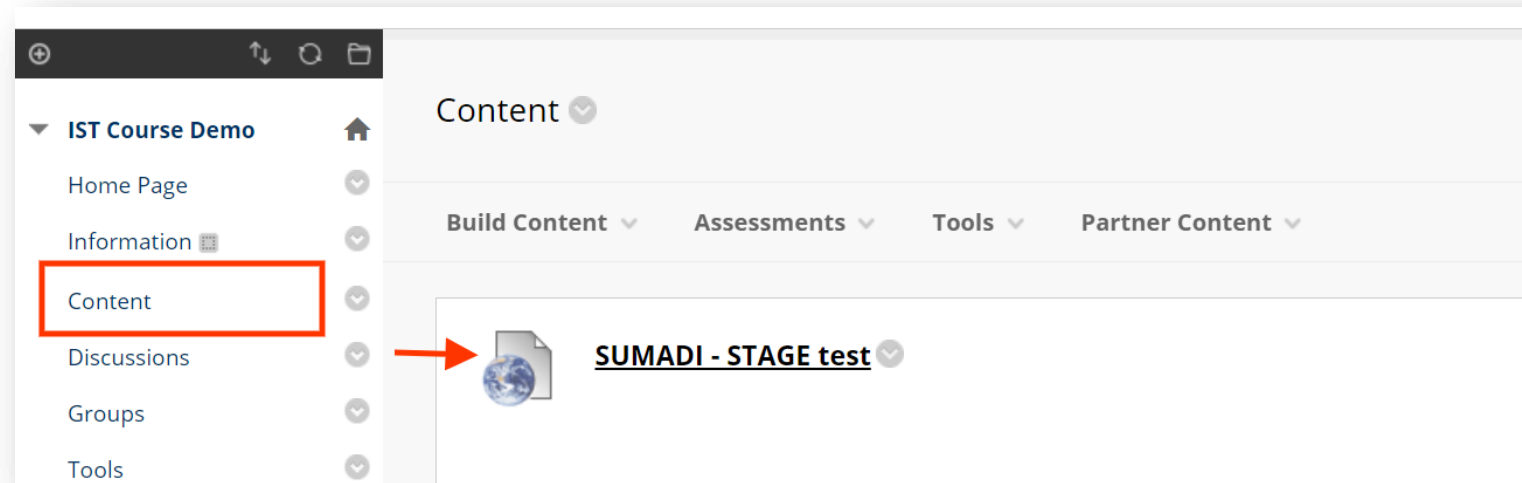 IST Course Demo
Home Page
Information
Content
Discussions
Groups
Tools
Content
Build Content Assessments Tools Partner Content
SUMADI - STAGE test